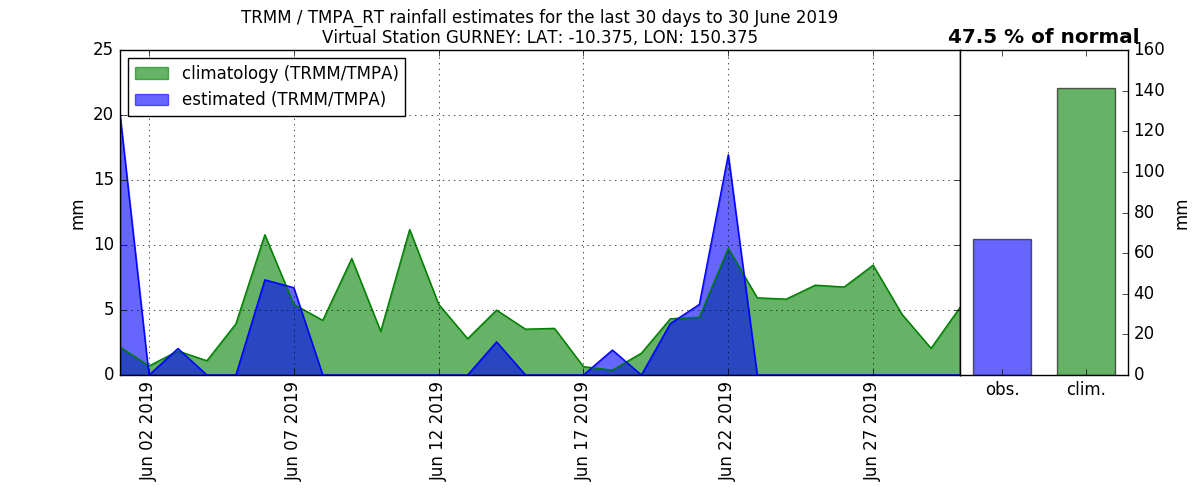 TRMM / TMPA_RT rainfall estimates for the last 30 days to 30 June 2019
Virtual Station GURNEY: LAT: -10.375, LON: 150.375
47.5 % of normal
climatology (TRMM/TMPA)
estimated (TRMM/TMPA)
25
20
15
10
5
0
mm
Jun 02 2019
Jun 07 2019
Jun 12 2019
Jun 17 2019
Jun 22 2019
Jun 27 2019
obs.
clim.
160
140
120
100
80
60
40
20
0
mm